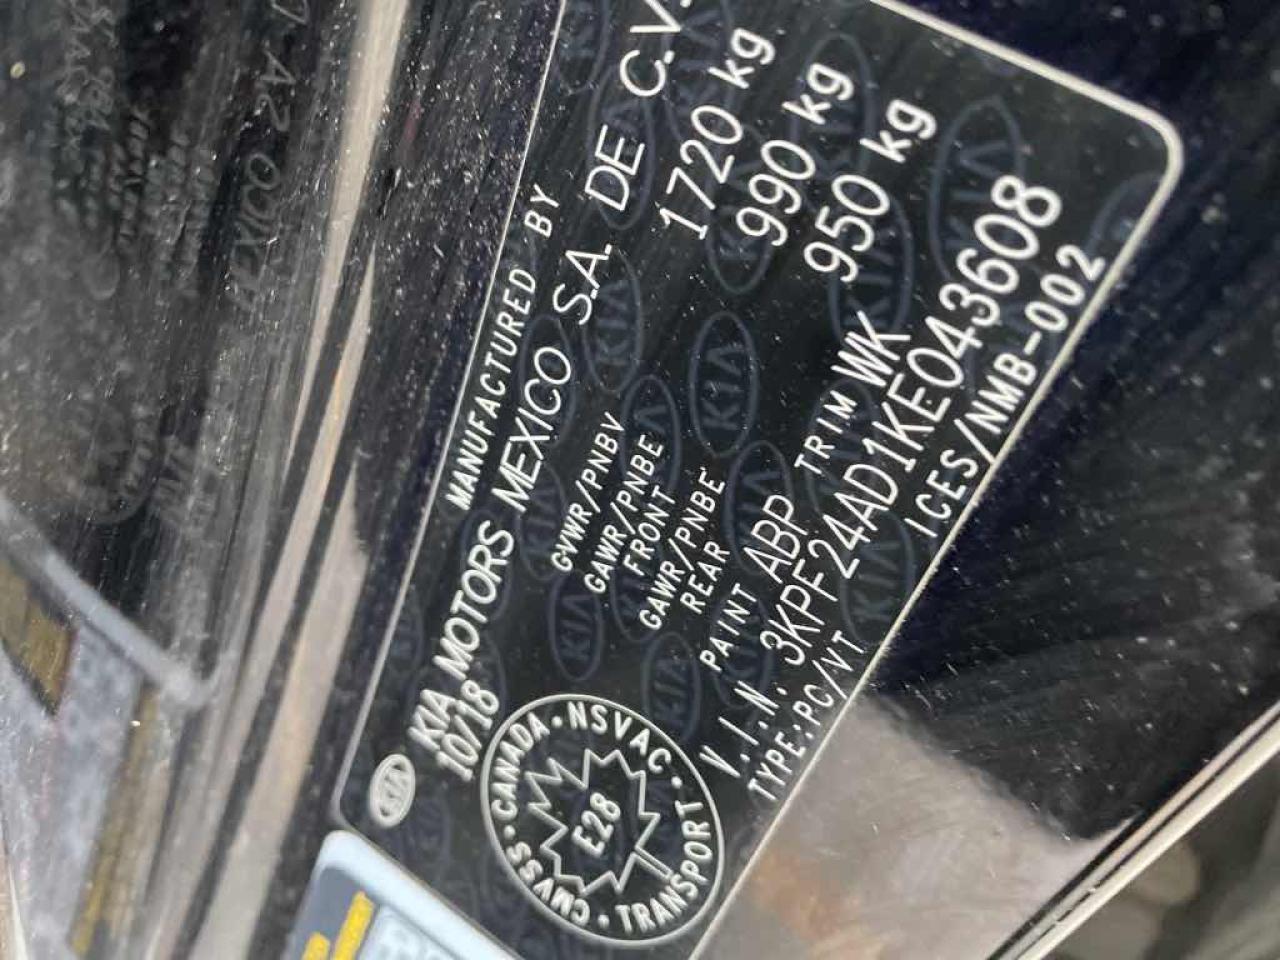 MANUFACTURED BY
KIA KIA MOTORS MEXICO S.A. DE C.V.
10/18
GVWR/PNBV 1720 kg
GAWR/PNBE FRONT 990 kg
GAWR/PNBE REAR 950 kg
PAINT ABP TRIM WK
V.I.N. 3KPF24AD1KE043608
TYPE:PC/VT ICES/NMB-002
CANADA · NSVAC · TRANSPORT · CMVSS ·
E28